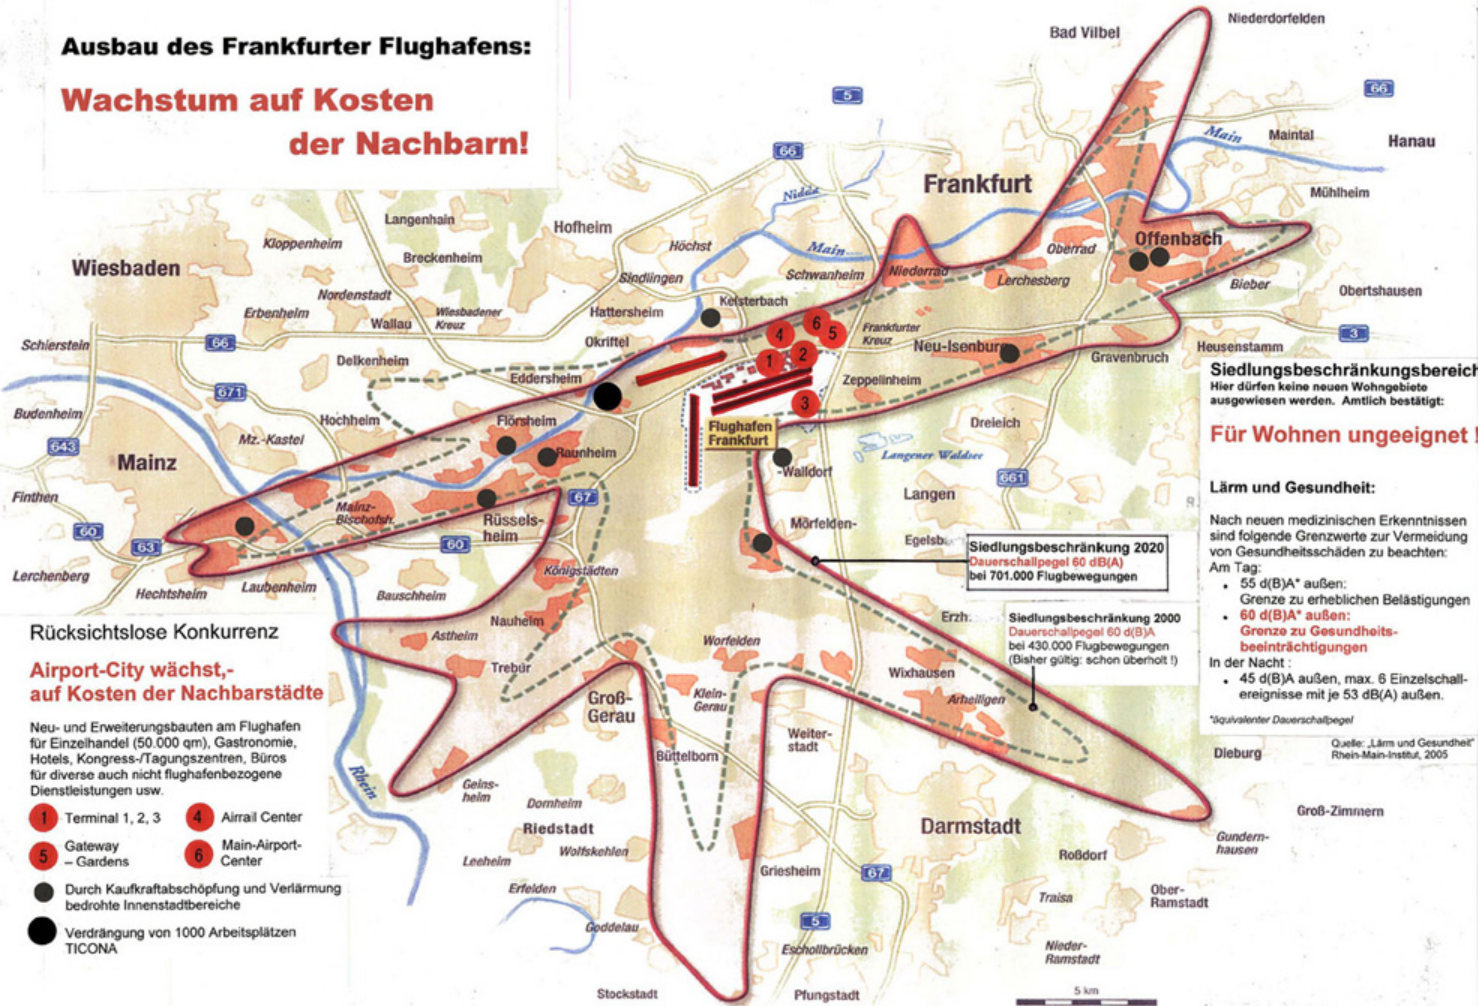 Ausbau des Frankfurter Flughafens:
Wachstum auf Kosten
der Nachbarn!
Bad Vilbel
Niederdorfelden
5
66
66
Main
Maintal
Hanau
Mühlheim
Nidda
Frankfurt
Langenhain
Hofheim
Kloppenheim
Breckenheim
Höchst
Main
Wiesbaden
Sindlingen
Schwanheim
Niederrad
Oberrad
Offenbach
Lerchesberg
Bieber
Obertshausen
Nordenstadt
Erbenheim
Wallau
Wiesbadener
Kreuz
Hattersheim
Kelsterbach
Okriftel
4
6
5
Frankfurter
Kreuz
Neu-Isenburg
Gravenbruch
3
Heusenstamm
Schierstein
66
Delkenheim
Eddersheim
1
2
3
Zeppelinheim
671
Budenheim
Hochheim
Flörsheim
Flughafen
Frankfurt
Dreieich
643
Mz.-Kastel
Mainz
Raunheim
-Walldorf
Langener Waldsee
661
Finthen
67
Langen
Mainz-
Bischofsh.
Rüssels-
heim
Mörfelden-
Egelsb.
60
63
60
Lerchenberg
Hechtsheim
Laubenheim
Bauschheim
Königstädten
Nauheim
Astheim
Trebur
Worfelden
Erzh.
Wixhausen
Arheiligen
Groß-
Gerau
Klein-
Gerau
Weiter-
stadt
Büttelborn
Rhein
Geins-
heim
Dornheim
Riedstadt
Wolfskehlen
Leeheim
Erfelden
Goddelau
Griesheim
Darmstadt
67
5
Eschollbrücken
Stockstadt
Pfungstadt
Dieburg
Groß-Zimmern
Gundern-
hausen
Roßdorf
Ober-
Ramstadt
Traisa
Nieder-
Ramstadt
5 km
Siedlungsbeschränkungsbereich
Hier dürfen keine neuen Wohngebiete
ausgewiesen werden. Amtlich bestätigt:
Für Wohnen ungeeignet !
Lärm und Gesundheit:
Nach neuen medizinischen Erkenntnissen
sind folgende Grenzwerte zur Vermeidung
von Gesundheitsschäden zu beachten:
Am Tag:
• 55 d(B)A* außen:
Grenze zu erheblichen Belästigungen
• 60 d(B)A* außen:
Grenze zu Gesundheits-
beeinträchtigungen
In der Nacht :
• 45 d(B)A außen, max. 6 Einzelschall-
ereignisse mit je 53 dB(A) außen.
*äquivalenter Dauerschallpegel
Quelle: „Lärm und Gesundheit"
Rhein-Main-Institut, 2005
Siedlungsbeschränkung 2020
Dauerschallpegel 60 dB(A)
bei 701.000 Flugbewegungen
Siedlungsbeschränkung 2000
Dauerschallpegel 60 d(B)A
bei 430.000 Flugbewegungen
(Bisher gültig: schon überholt !)
Rücksichtslose Konkurrenz
Airport-City wächst,-
auf Kosten der Nachbarstädte
Neu- und Erweiterungsbauten am Flughafen
für Einzelhandel (50.000 qm), Gastronomie,
Hotels, Kongress-/Tagungszentren, Büros
für diverse auch nicht flughafenbezogene
Dienstleistungen usw.
1 Terminal 1, 2, 3
4 Airrail Center
5 Gateway
– Gardens
6 Main-Airport-
Center
Durch Kaufkraftabschöpfung und Verlärmung
bedrohte Innenstadtbereiche
Verdrängung von 1000 Arbeitsplätzen
TICONA